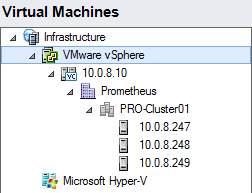 Virtual Machines
Infrastructure
VMware vSphere
VC 10.0.8.10
Prometheus
PRO-Cluster01
10.0.8.247
10.0.8.248
10.0.8.249
Microsoft Hyper-V